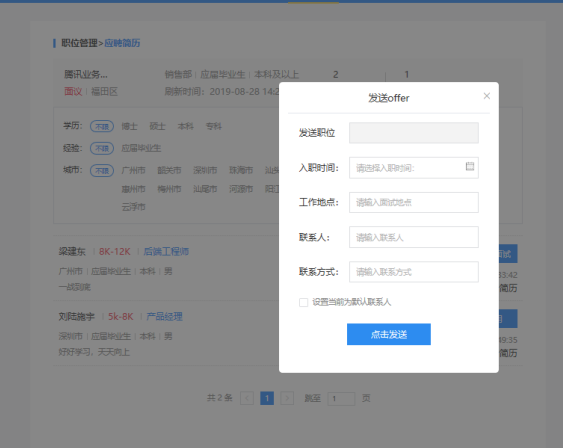 职位管理>应聘简历
腾讯业务... 销售部 | 应届毕业生 | 本科及以上 2 1
面议 | 福田区 刷新时间：2019-08-28 14:2
学历： 不限 博士 硕士 本科 专科
经验： 不限 应届毕业生
城市： 不限 广州市 韶关市 深圳市 珠海市 汕头
惠州市 梅州市 汕尾市 河源市 阳江
云浮市
梁建东 | 8K-12K | 后端工程师 面试
广州市 | 应届毕业生 | 本科 | 男 33:42
一战到底 简历
刘陆施宇 | 5k-8K | 产品经理
深圳市 | 应届毕业生 | 本科 | 男 39:35
好好学习，天天向上 简历
共 2 条 < 1 > 跳至 1 页
发送offer ×
发送职位
入职时间： 请选择入职时间：
工作地点： 请输入面试地点
联系人： 请输入联系人
联系方式： 请输入联系方式
设置当前为默认联系人
点击发送